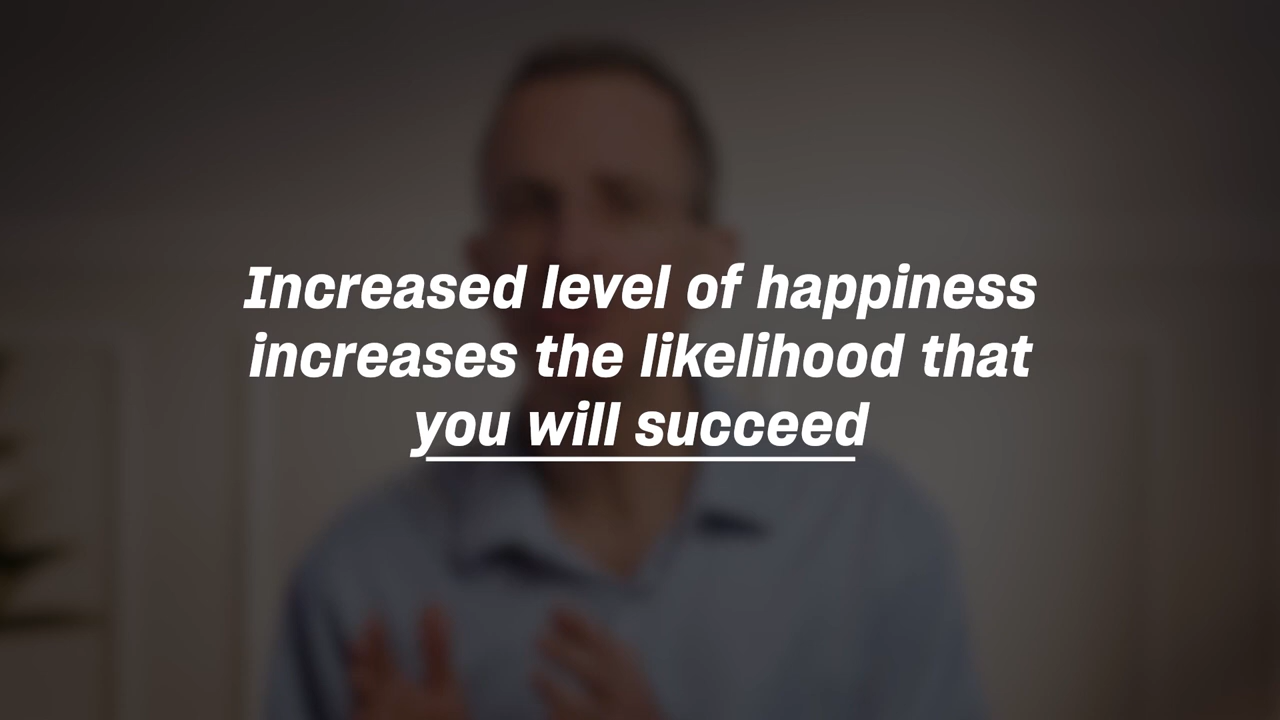 Increased level of happiness
increases the likelihood that
you will succeed